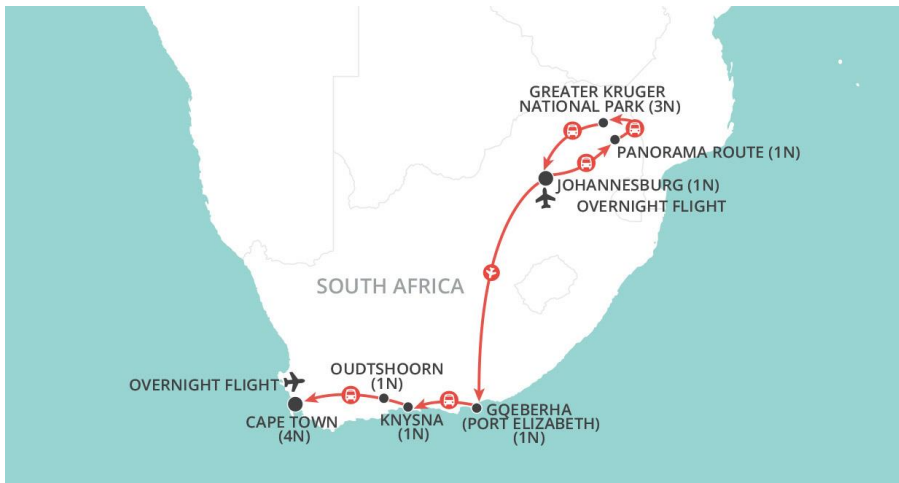 GREATER KRUGER
NATIONAL PARK (3N)
PANORAMA ROUTE (1N)
JOHANNESBURG (1N)
OVERNIGHT FLIGHT
SOUTH AFRICA
OUDTSHOORN
(1N)
OVERNIGHT FLIGHT
CAPE TOWN
(4N)
KNYSNA
(1N)
GQEBERHA
(PORT ELIZABETH)
(1N)